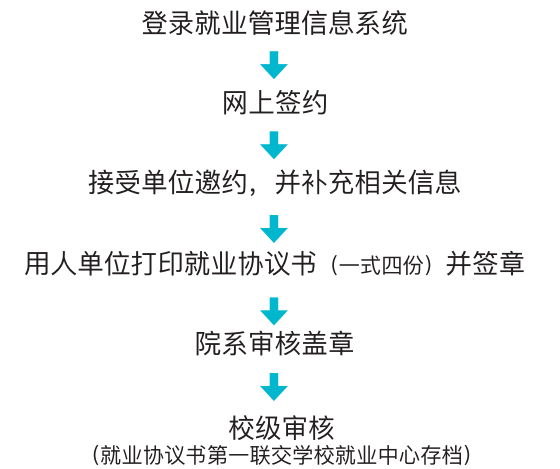 登录就业管理信息系统
网上签约
接受单位邀约，并补充相关信息
用人单位打印就业协议书（一式四份）并签章
院系审核盖章
校级审核
（就业协议书第一联交学校就业中心存档）